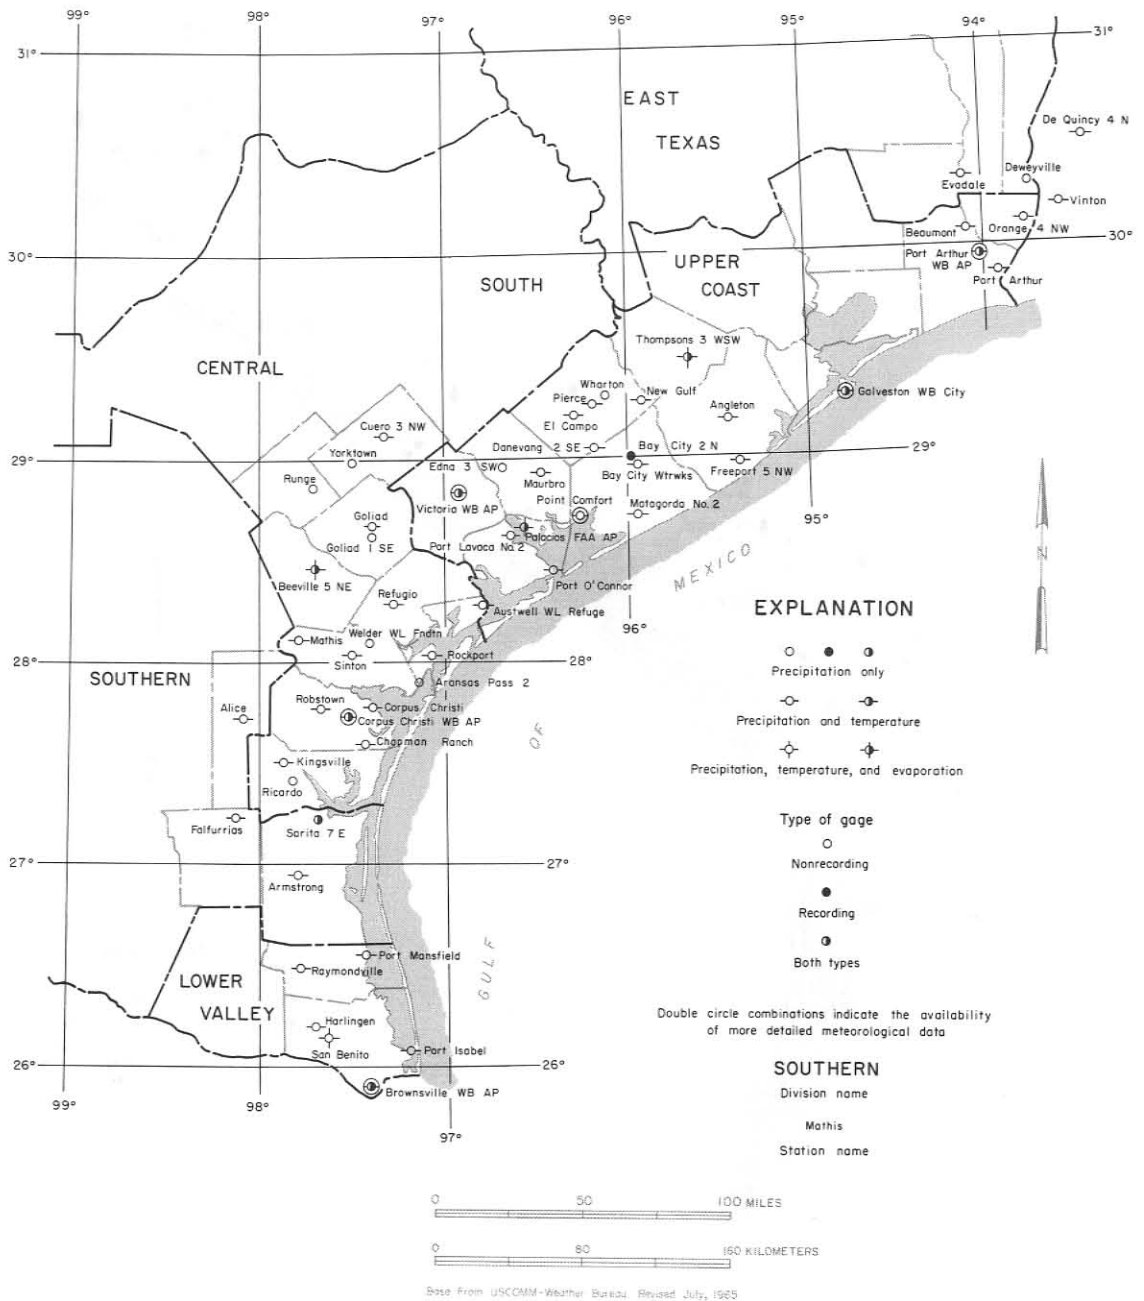 99°
98°
97°
96°
95°
94°
31°
31°
EAST
TEXAS
De Quincy 4 N
Deweyville
Evadale
Vinton
Beaumont
Orange 4 NW
30°
Port Arthur
WB AP
Port Arthur
30°
UPPER
COAST
SOUTH
Thompsons 3 WSW
CENTRAL
Wharton
New Gulf
Pierce
El Campo
Angleton
Galveston WB City
Cuero 3 NW
Danevang 2 SE
Bay City 2 N
29°
Yorktown
29°
Edna 3 SW
Maurbro
Bay City Wtrwks
Freeport 5 NW
Runge
Victoria WB AP
Point Comfort
Matagorda No. 2
95°
Goliad
Goliad 1 SE
Port Lavaca No. 2
Palacios FAA AP
MEXICO
Beeville 5 NE
Port O'Connor
Refugio
Austwell WL Refuge
96°
EXPLANATION
Mathis
Welder WL Fndtn
Sinton
Rockport
28°
28°
Precipitation only
SOUTHERN
Aransas Pass 2
Alice
Robstown
Corpus Christi
Corpus Christi WB AP
Precipitation and temperature
OF
Chapman Ranch
Kingsville
Precipitation, temperature, and evaporation
Ricardo
Falfurrias
Sarita 7 E
Type of gage
Nonrecording
27°
27°
Armstrong
Recording
Port Mansfield
Raymondville
Both types
GULF
LOWER
VALLEY
Harlingen
San Benito
Port Isabel
Double circle combinations indicate the availability
of more detailed meteorological data
26°
26°
Brownsville WB AP
SOUTHERN
Division name
99°
98°
97°
Mathis
Station name
N
0 50 100 MILES
0 80 160 KILOMETERS
Base From USCOMM-Weather Bureau Revised July, 1965